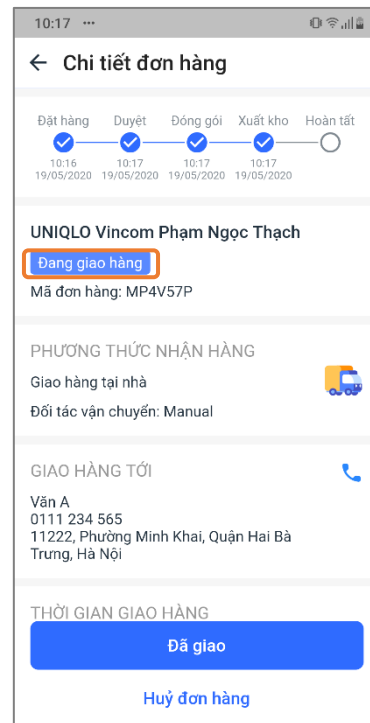 10:17 ...
Chi tiết đơn hàng
Đặt hàng Duyệt Đóng gói Xuất kho Hoàn tất
10:16 10:17 10:17 10:17
19/05/2020 19/05/2020 19/05/2020 19/05/2020
UNIQLO Vincom Phạm Ngọc Thạch
Đang giao hàng
Mã đơn hàng: MP4V57P
PHƯƠNG THỨC NHẬN HÀNG
Giao hàng tại nhà
Đối tác vận chuyển: Manual
GIAO HÀNG TỚI
Văn A
0111 234 565
11222, Phường Minh Khai, Quận Hai Bà
Trưng, Hà Nội
THỜI GIAN GIAO HÀNG
Đã giao
Huỷ đơn hàng